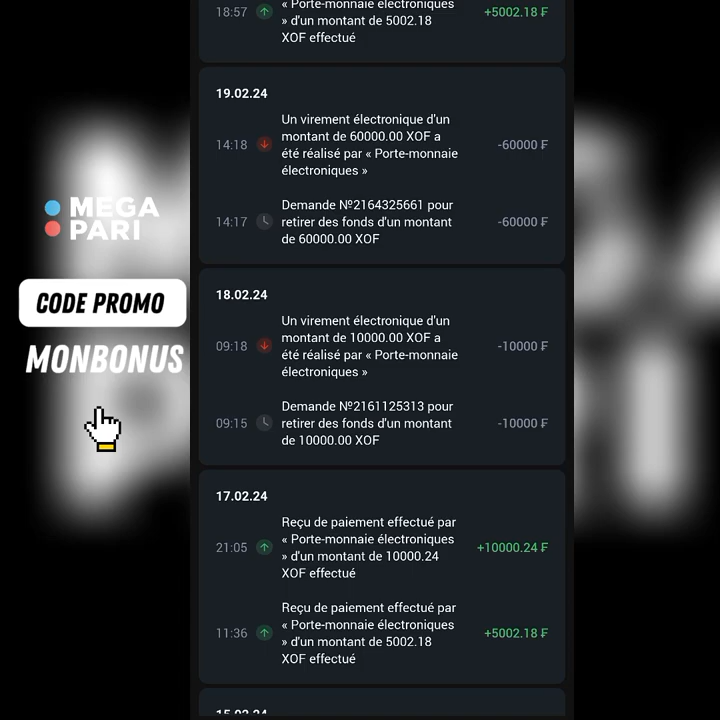 « Porte-monnaie électroniques
18:57
» d'un montant de 5002.18
+5002.18 ₣
XOF effectué
19.02.24
Un virement électronique d'un
montant de 60000.00 XOF a
14:18
été réalisé par « Porte-monnaie
-60000 ₣
électroniques »
Demande №2164325661 pour
14:17
retirer des fonds d'un montant
-60000 ₣
de 60000.00 XOF
18.02.24
Un virement électronique d'un
montant de 10000.00 XOF a
09:18
été réalisé par « Porte-monnaie
-10000 ₣
électroniques »
Demande №2161125313 pour
09:15
retirer des fonds d'un montant
-10000 ₣
de 10000.00 XOF
17.02.24
Reçu de paiement effectué par
« Porte-monnaie électroniques
21:05
» d'un montant de 10000.24
+10000.24 ₣
XOF effectué
Reçu de paiement effectué par
« Porte-monnaie électroniques
11:36
» d'un montant de 5002.18
+5002.18 ₣
XOF effectué
MEGA
PARI
CODE PROMO
MONBONUS